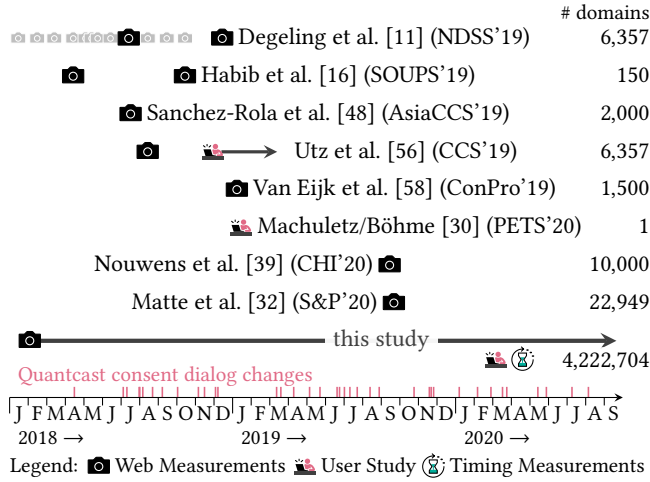 # domains
Degeling et al. [11] (NDSS'19) 6,357
Habib et al. [16] (SOUPS'19) 150
Sanchez-Rola et al. [48] (AsiaCCS'19) 2,000
Utz et al. [56] (CCS'19) 6,357
Van Eijk et al. [58] (ConPro'19) 1,500
Machuletz/Böhme [30] (PETS'20) 1
Nouwens et al. [39] (CHI'20) 10,000
Matte et al. [32] (S&P'20) 22,949
this study
4,222,704
Quantcast consent dialog changes
J F M A M J J A S O N D J F M A M J J A S O N D J F M A M J J A S
2018 → 2019 → 2020 →
Legend: Web Measurements User Study Timing Measurements